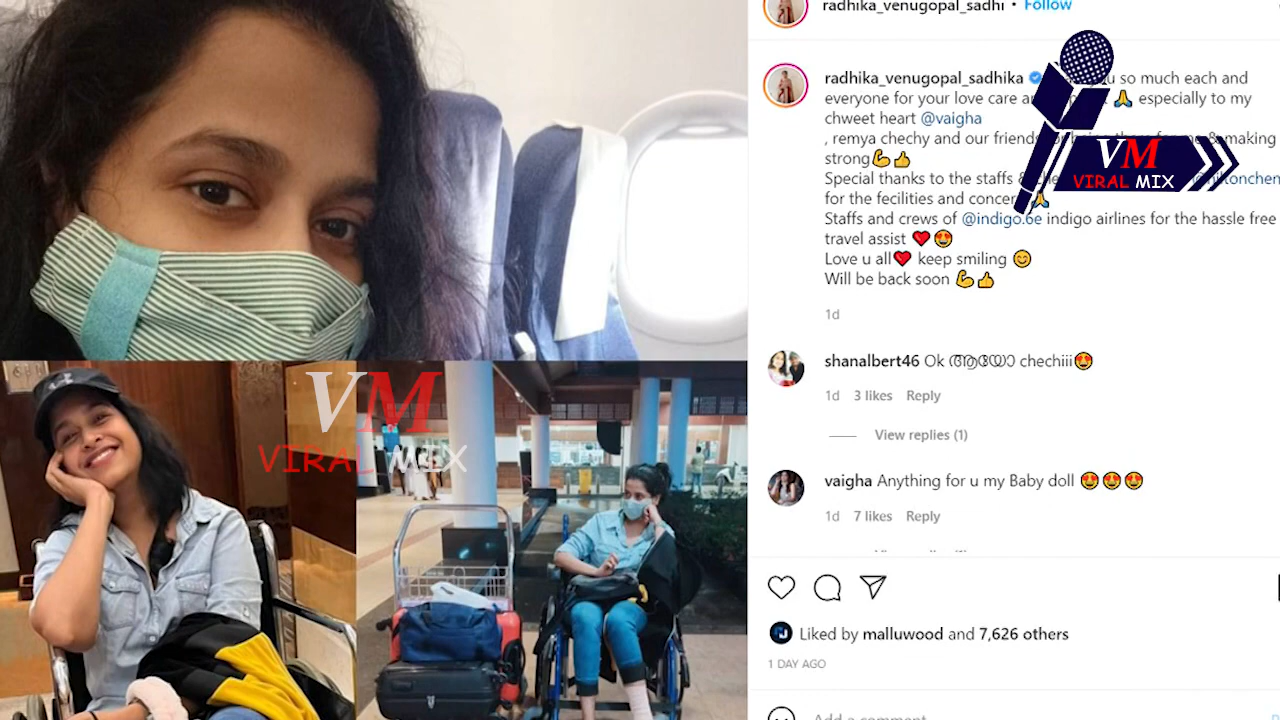 radhika_venugopal_sadhi • Follow
radhika_venugopal_sadhika so much each and
everyone for your love care especially to my
chweet heart @vaigha
, remya chechy and our friends making
strong
Special thanks to the staffs
for the fecilities and concern
Staffs and crews of @indigo.6e indigo airlines for the hassle free
travel assist
Love u all keep smiling
Will be back soon
1d
shanalbert46 Ok chechiii
1d 3 likes Reply
View replies (1)
vaigha Anything for u my Baby doll
1d 7 likes Reply
Liked by malluwood and 7,626 others
1 DAY AGO
Add a comment
VM
VIRAL MIX
VM
VIRAL MIX